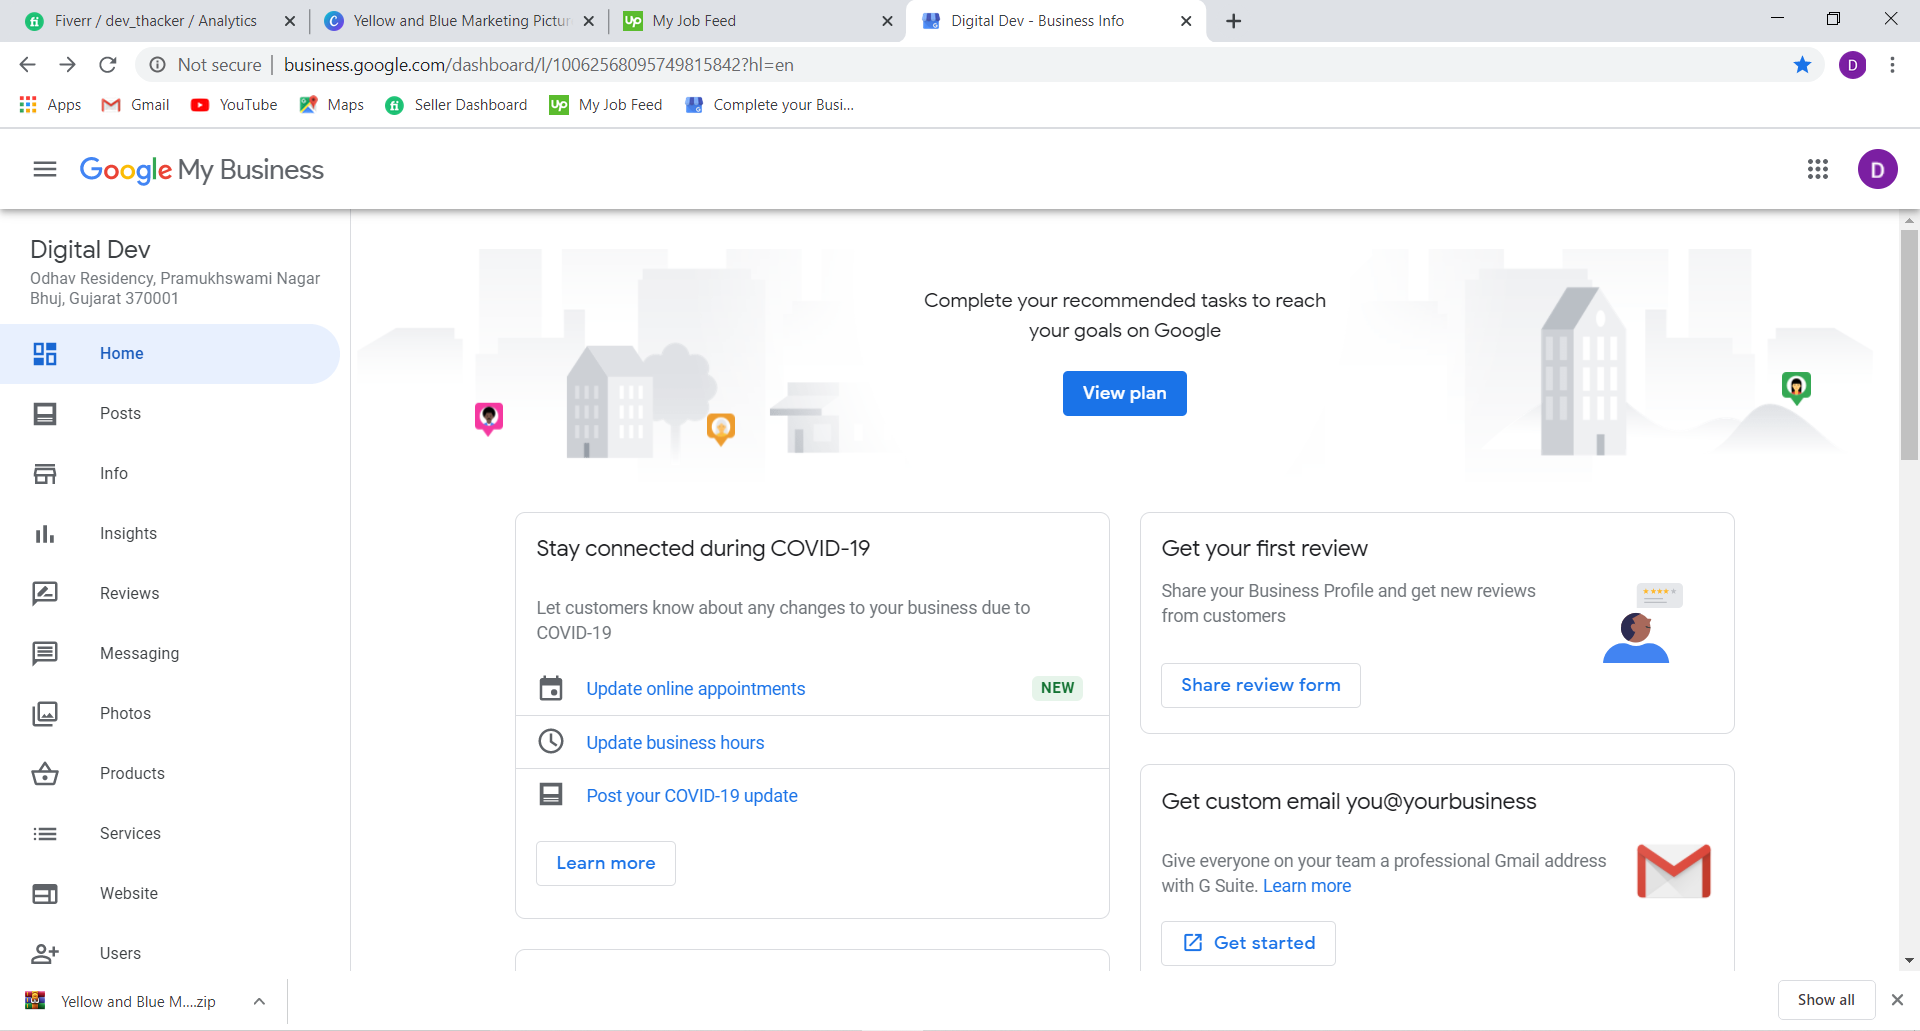 Fiverr / dev_thacker / Analytics
Yellow and Blue Marketing Pictur
My Job Feed
Digital Dev - Business Info
Not secure
business.google.com/dashboard/l/10062568095749815842?hl=en
D
Apps
Gmail
YouTube
Maps
Seller Dashboard
My Job Feed
Complete your Busi...
Google My Business
D
Digital Dev
Odhav Residency, Pramukhswami Nagar
Bhuj, Gujarat 370001
Home
Posts
Info
Insights
Reviews
Messaging
Photos
Products
Services
Website
Users
Complete your recommended tasks to reach
your goals on Google
View plan
Stay connected during COVID-19
Let customers know about any changes to your business due to
COVID-19
Update online appointments
NEW
Update business hours
Post your COVID-19 update
Learn more
Get your first review
Share your Business Profile and get new reviews
from customers
Share review form
Get custom email you@yourbusiness
Give everyone on your team a professional Gmail address
with G Suite. Learn more
Get started
Yellow and Blue M....zip
Show all